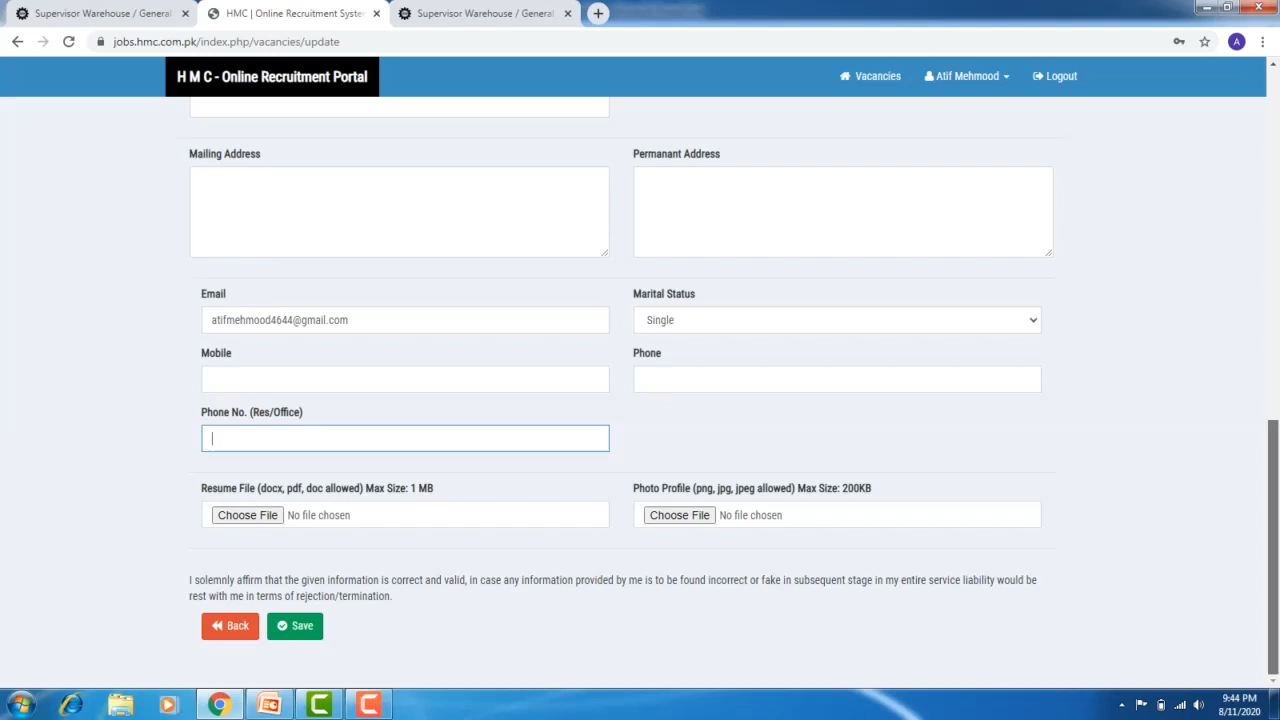 Supervisor Warehouse / General
HMC | Online Recruitment Syster
Supervisor Warehouse / General
jobs.hmc.com.pk/index.php/vacancies/update
A
H M C - Online Recruitment Portal
Vacancies
Atif Mehmood
Logout
Mailing Address
Permanant Address
Email
Marital Status
atifmehmood4644@gmail.com
Single
Mobile
Phone
Phone No. (Res/Office)
Resume File (docx, pdf, doc allowed) Max Size: 1 MB
Photo Profile (png, jpg, jpeg allowed) Max Size: 200KB
Choose File No file chosen
Choose File No file chosen
I solemnly affirm that the given information is correct and valid, in case any information provided by me is to be found incorrect or fake in subsequent stage in my entire service liability would be
rest with me in terms of rejection/termination.
Back
Save
9:44 PM
8/11/2020